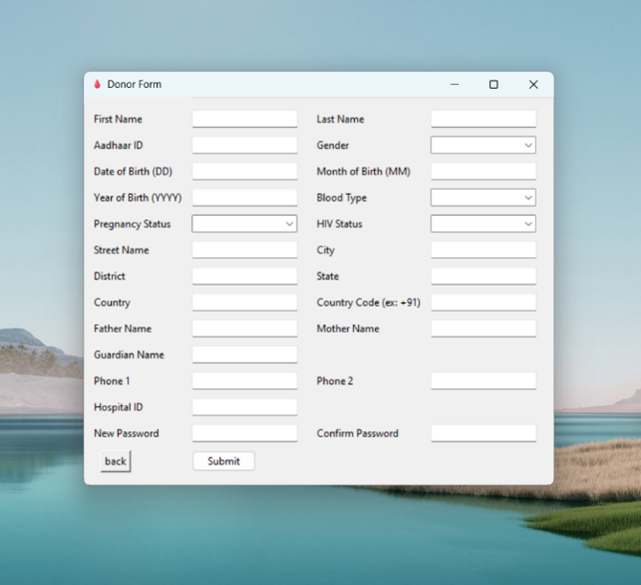 Donor Form
First Name Last Name
Aadhaar ID Gender
Date of Birth (DD) Month of Birth (MM)
Year of Birth (YYYY) Blood Type
Pregnancy Status HIV Status
Street Name City
District State
Country Country Code (ex: +91)
Father Name Mother Name
Guardian Name
Phone 1 Phone 2
Hospital ID
New Password Confirm Password
back Submit